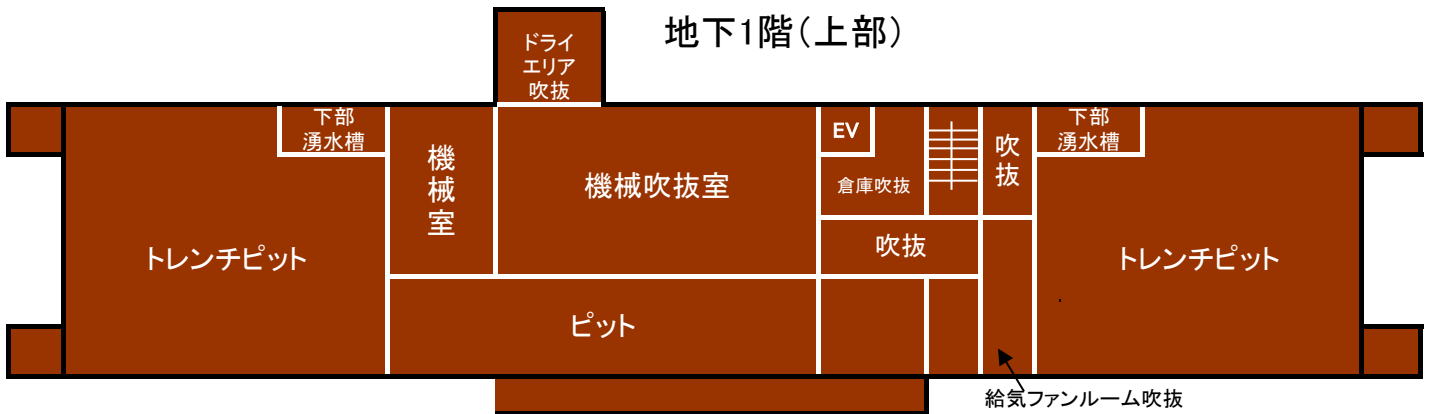 地下1階(上部)
ドライ
エリア
吹抜
下部
湧水槽
機械室
機械吹抜室
EV
倉庫吹抜
吹抜
下部
湧水槽
トレンチピット
吹抜
トレンチピット
ピット
給気ファンルーム吹抜